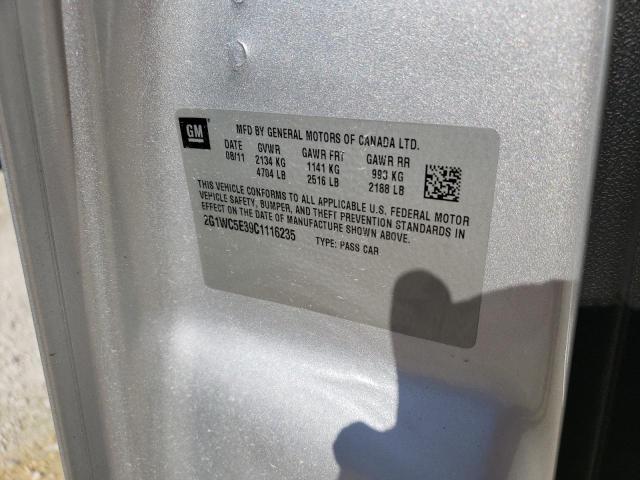 GM
MFD BY GENERAL MOTORS OF CANADA LTD.
DATE GVWR GAWR FRT GAWR RR
08/11 2134 KG 1141 KG 993 KG
4704 LB 2516 LB 2188 LB
THIS VEHICLE CONFORMS TO ALL APPLICABLE U.S. FEDERAL MOTOR
VEHICLE SAFETY, BUMPER, AND THEFT PREVENTION STANDARDS IN
EFFECT ON THE DATE OF MANUFACTURE SHOWN ABOVE.
2G1WC5E39C1116235 TYPE: PASS CAR